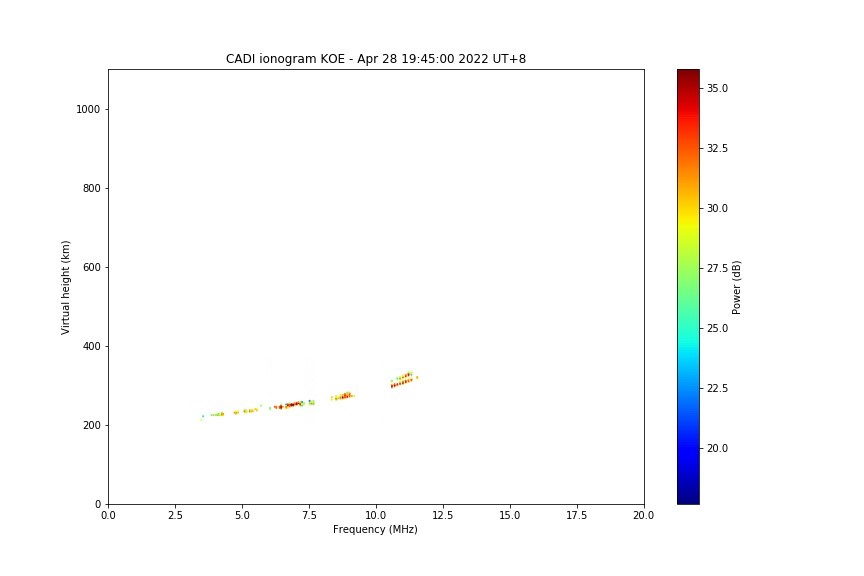 CADI ionogram KOE - Apr 28 19:45:00 2022 UT+8
1000
800
600
400
200
0
Virtual height (km)
0.0 2.5 5.0 7.5 10.0 12.5 15.0 17.5 20.0
Frequency (MHz)
35.0
32.5
30.0
27.5
25.0
22.5
20.0
Power (dB)